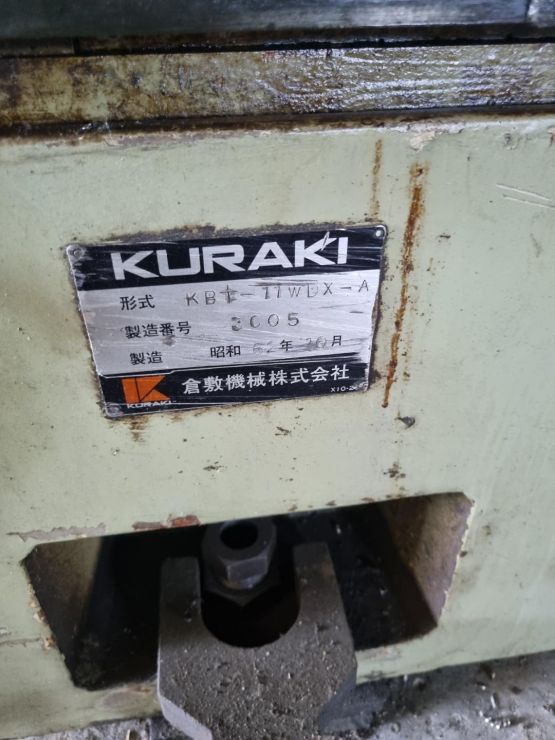 KURAKI
形式 KBT-11WDX-A
製造番号 3005
製造 昭和 62年 10月
KURAKI
倉敷機械株式会社